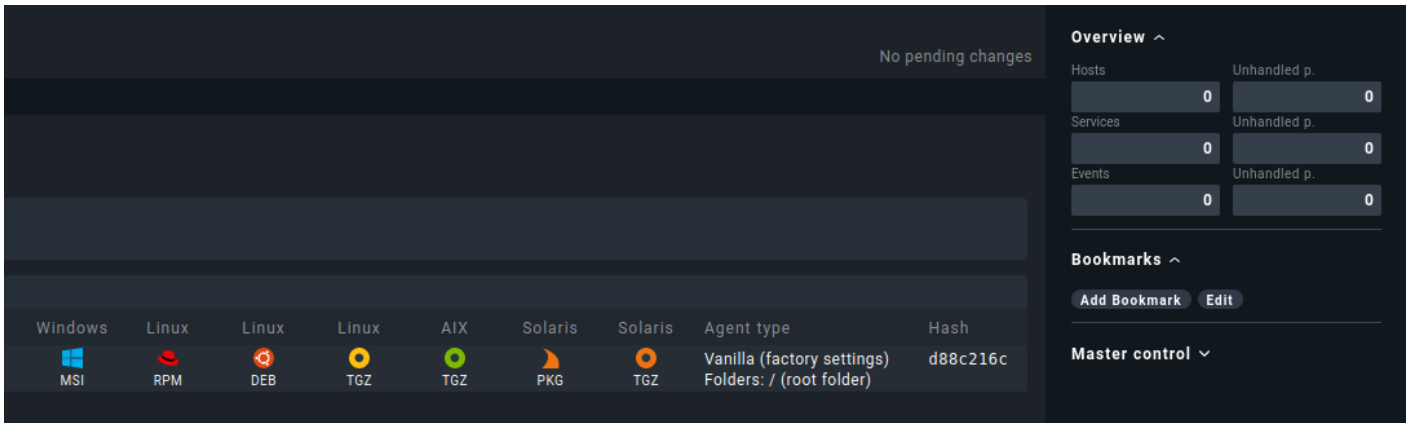 No pending changes
Windows Linux Linux Linux AIX Solaris Solaris Agent type Hash
MSI RPM DEB TGZ TGZ PKG TGZ Vanilla (factory settings) d88c216c
Folders: / (root folder)
Overview
Hosts Unhandled p.
0 0
Services Unhandled p.
0 0
Events Unhandled p.
0 0
Bookmarks
Add Bookmark Edit
Master control